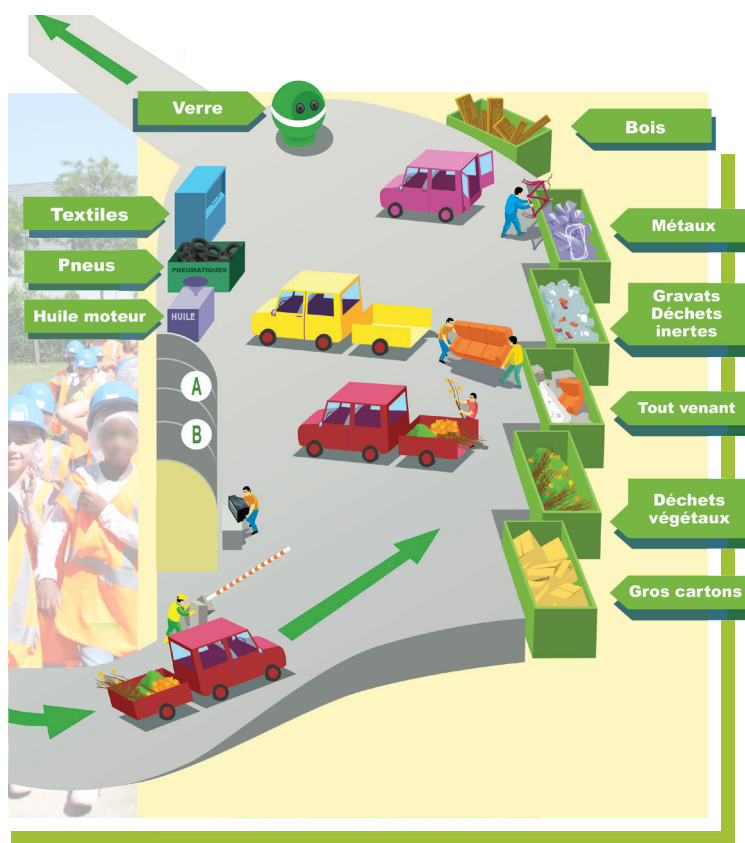 Verre
Bois
Textiles
Métaux
Pneus
PNEUMATIQUES
Gravats
Déchets
inertes
Huile moteur
HUILE
A
Tout venant
B
Déchets
végétaux
Gros cartons